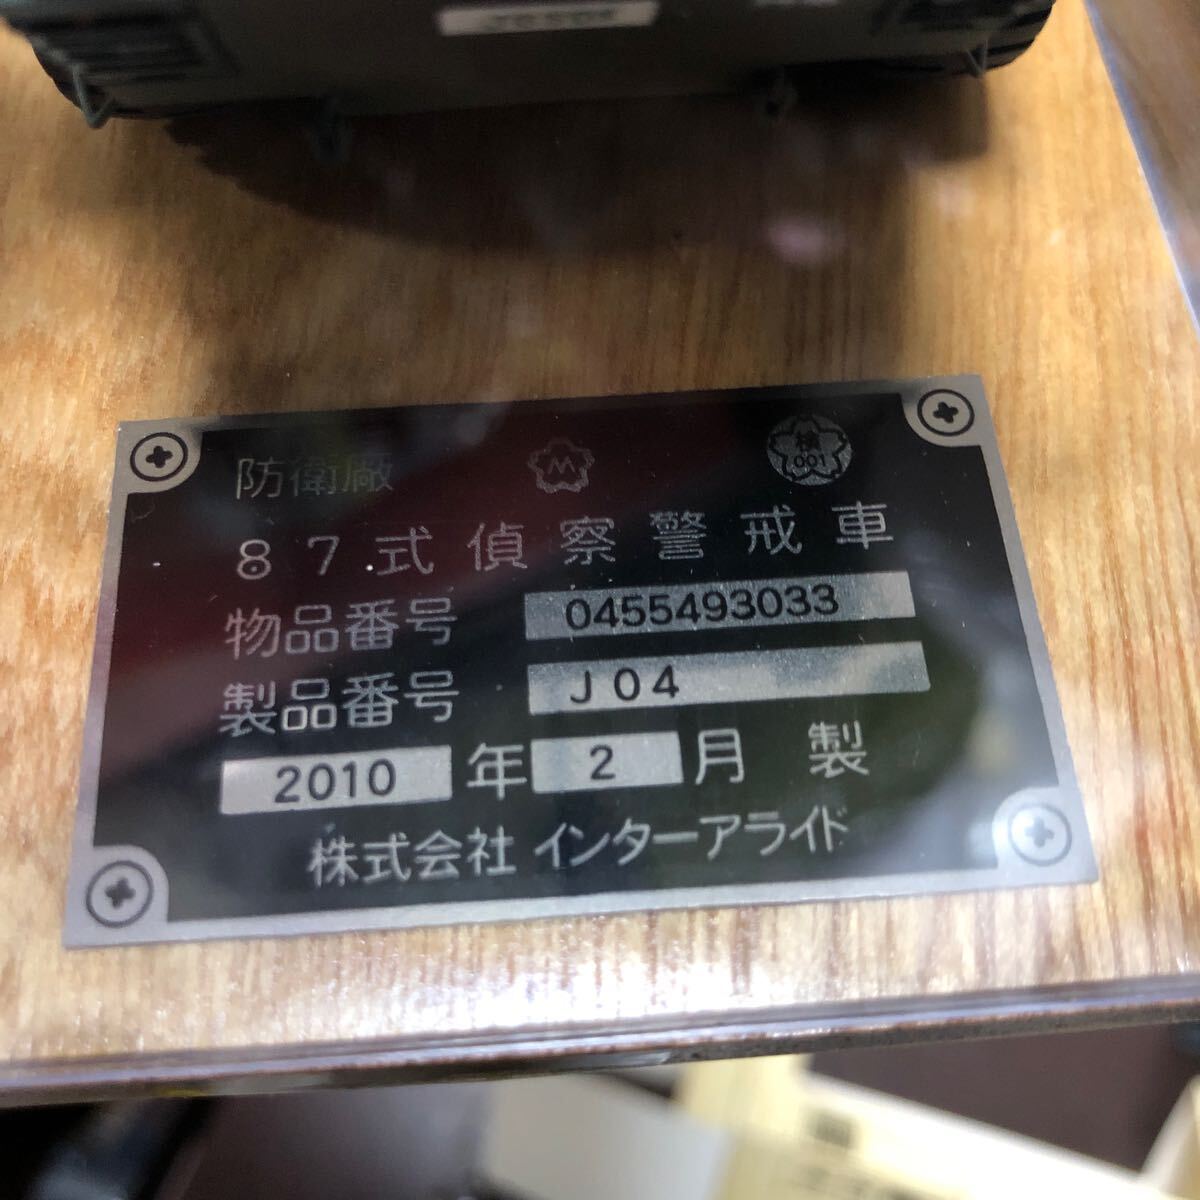 防衛廠 M 検 001
87式偵察警戒車
物品番号 0455493033
製品番号 J04
2010 年 2 月 製
株式会社 インターアライド